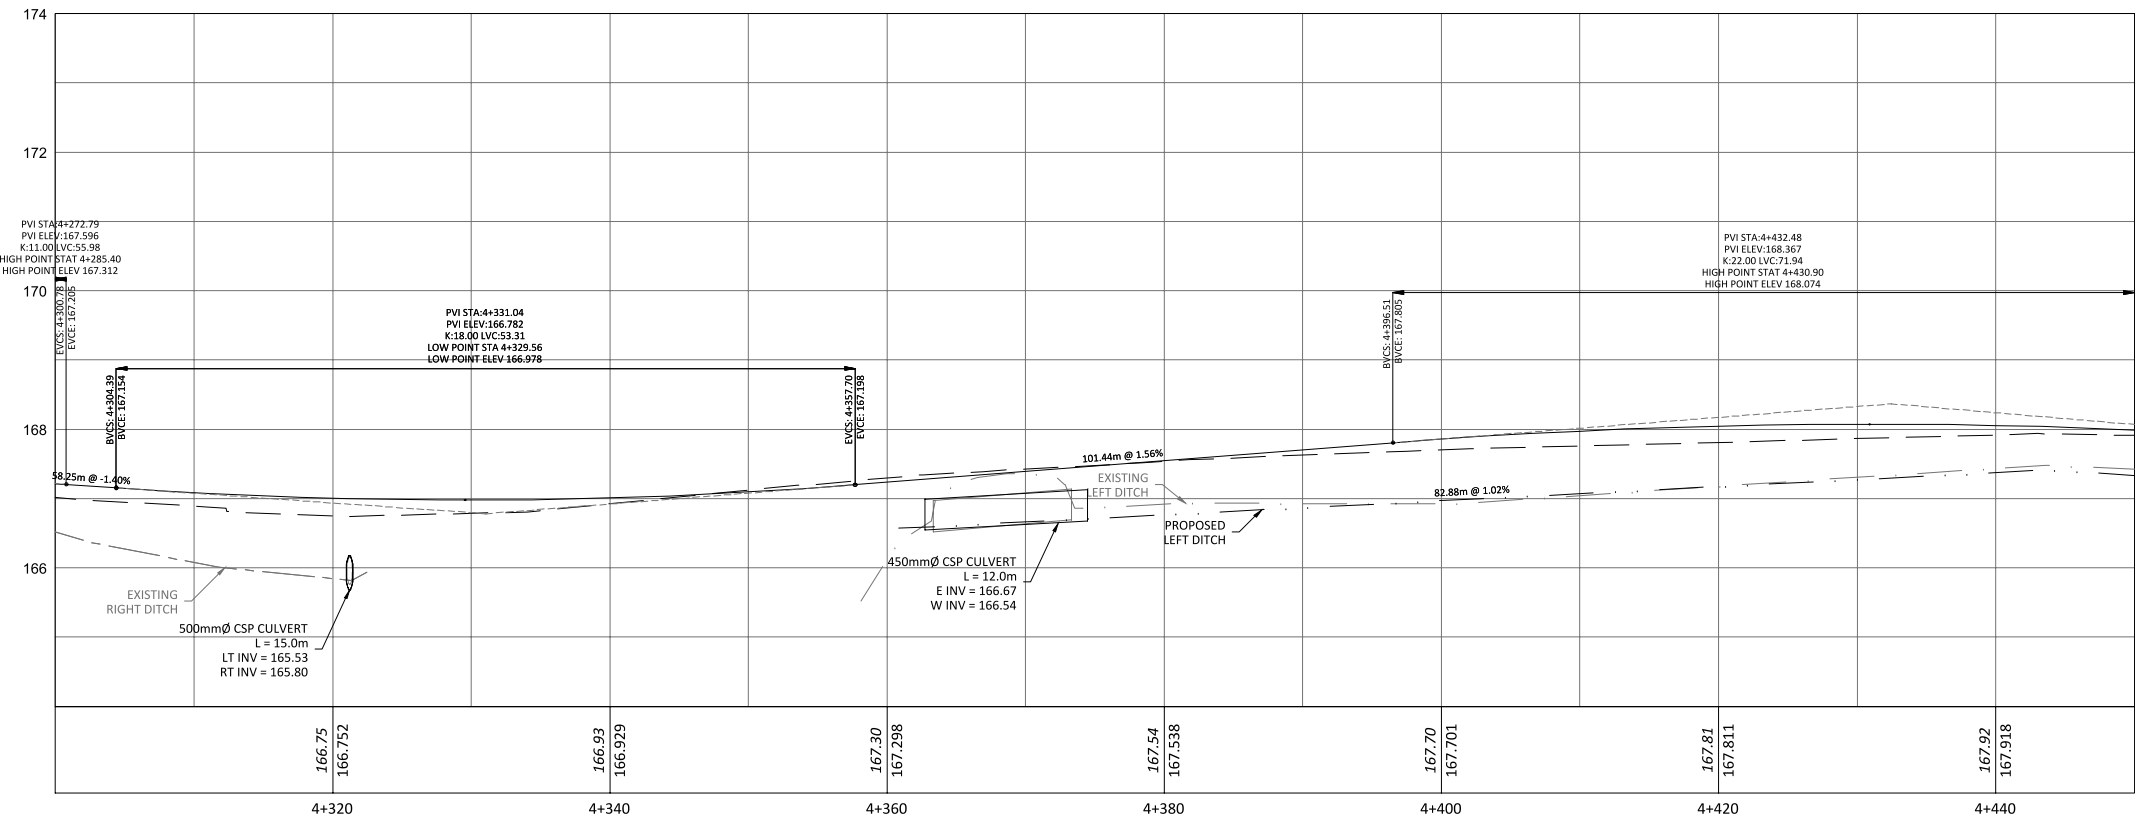 174
172
170
168
166
PVI STA:4+272.79
PVI ELEV:167.596
K:11.00 LVC:55.98
HIGH POINT STAT 4+285.40
HIGH POINT ELEV 167.312
EVCS: 4+300.78
EVCE: 167.205
58.25m @ -1.40%
BVCS: 4+304.39
BVCE: 167.154
PVI STA:4+331.04
PVI ELEV:166.782
K:18.00 LVC:53.31
LOW POINT STA 4+329.56
LOW POINT ELEV 166.978
EVCS: 4+357.70
EVCE: 167.198
101.44m @ 1.56%
BVCS: 4+396.51
BVCE: 167.805
PVI STA:4+432.48
PVI ELEV:168.367
K:22.00 LVC:71.94
HIGH POINT STAT 4+430.90
HIGH POINT ELEV 168.074
EXISTING
LEFT DITCH
82.88m @ 1.02%
PROPOSED
LEFT DITCH
450mmØ CSP CULVERT
L = 12.0m
E INV = 166.67
W INV = 166.54
EXISTING
RIGHT DITCH
500mmØ CSP CULVERT
L = 15.0m
LT INV = 165.53
RT INV = 165.80
166.75
166.752
166.93
166.929
167.30
167.298
167.54
167.538
167.70
167.701
167.81
167.811
167.92
167.918
4+320
4+340
4+360
4+380
4+400
4+420
4+440